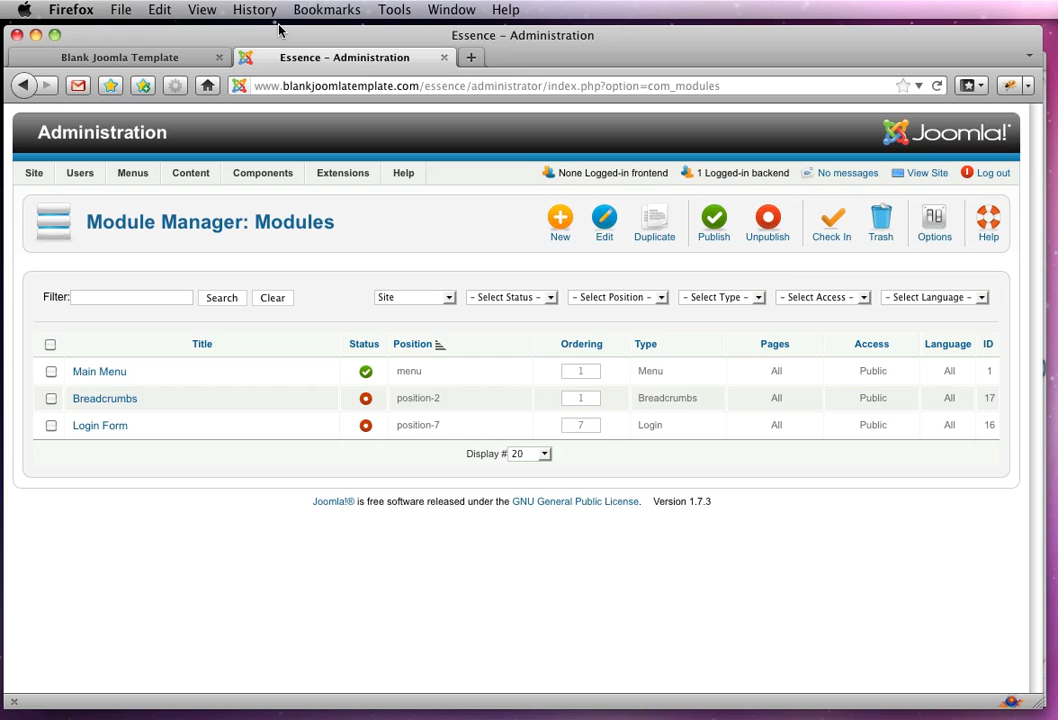 Firefox File Edit View History Bookmarks Tools Window Help
Essence – Administration
Blank Joomla Template Essence – Administration
www.blankjoomlatemplate.com/essence/administrator/index.php?option=com_modules
Administration Joomla!®
Site Users Menus Content Components Extensions Help None Logged-in frontend 1 Logged-in backend No messages View Site Log out
Module Manager: Modules
New Edit Duplicate Publish Unpublish Check In Trash Options Help
Filter: Search Clear Site - Select Status - - Select Position - - Select Type - - Select Access - - Select Language -
Title Status Position Ordering Type Pages Access Language ID
Main Menu menu 1 Menu All Public All 1
Breadcrumbs position-2 1 Breadcrumbs All Public All 17
Login Form position-7 7 Login All Public All 16
Display # 20
Joomla!® is free software released under the GNU General Public License. Version 1.7.3